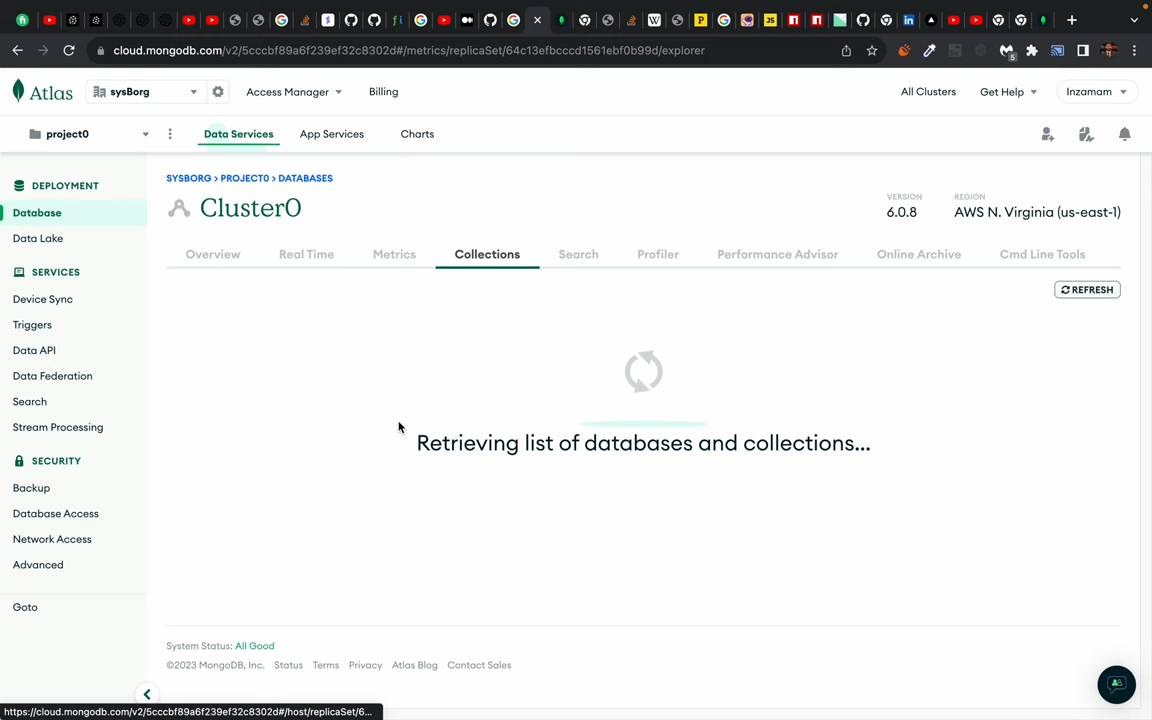 cloud.mongodb.com/v2/5cccbf89a6f239ef32c8302d#/metrics/replicaSet/64c13efbcccd1561ebf0b99d/explorer
5
Atlas
sysBorg
Access Manager
Billing
All Clusters
Get Help
Inzamam
project0
Data Services
App Services
Charts
DEPLOYMENT
Database
Data Lake
SERVICES
Device Sync
Triggers
Data API
Data Federation
Search
Stream Processing
SECURITY
Backup
Database Access
Network Access
Advanced
Goto
SYSBORG > PROJECT0 > DATABASES
Cluster0
VERSION
6.0.8
REGION
AWS N. Virginia (us-east-1)
Overview
Real Time
Metrics
Collections
Search
Profiler
Performance Advisor
Online Archive
Cmd Line Tools
REFRESH
Retrieving list of databases and collections...
System Status: All Good
©2023 MongoDB, Inc. Status Terms Privacy Atlas Blog Contact Sales
https://cloud.mongodb.com/v2/5cccbf89a6f239ef32c8302d#/host/replicaSet/6...